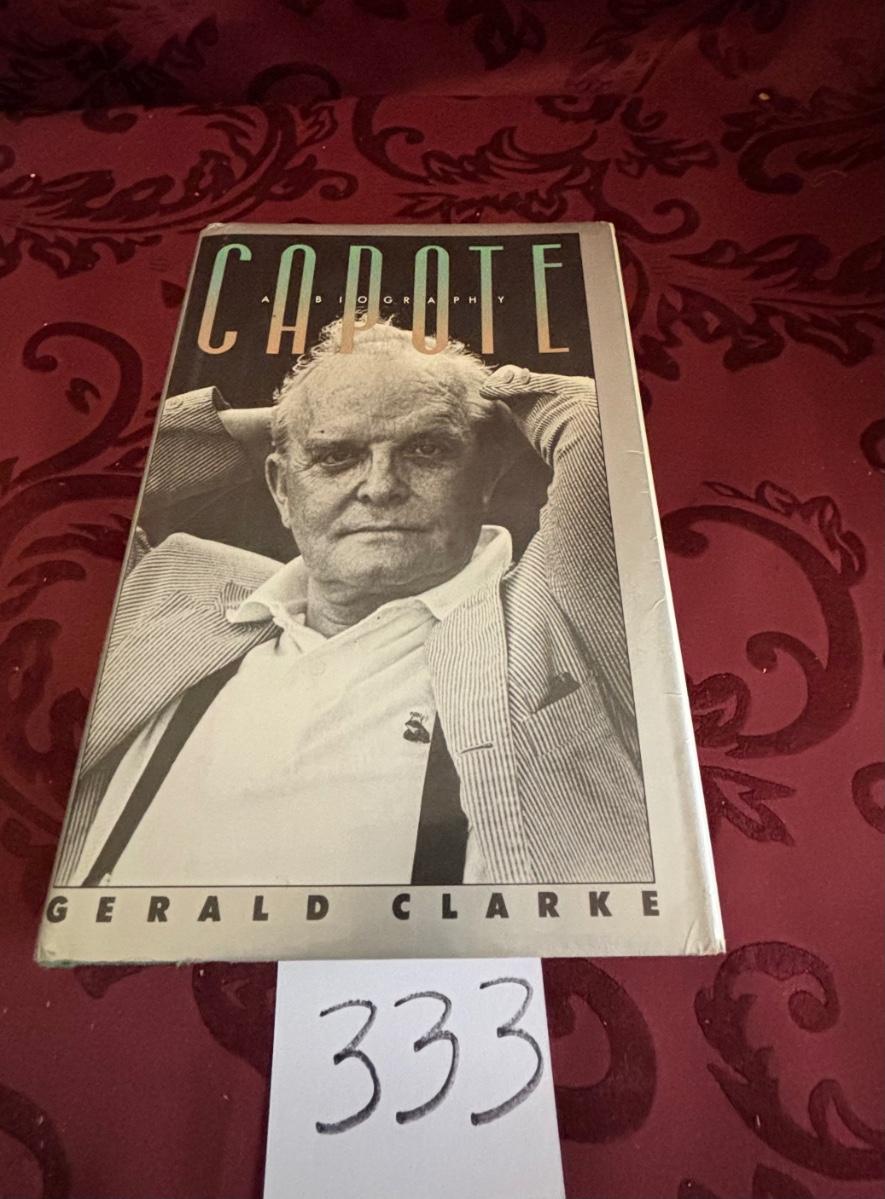 CAPOTE
A BIOGRAPHY
GERALD CLARKE
333